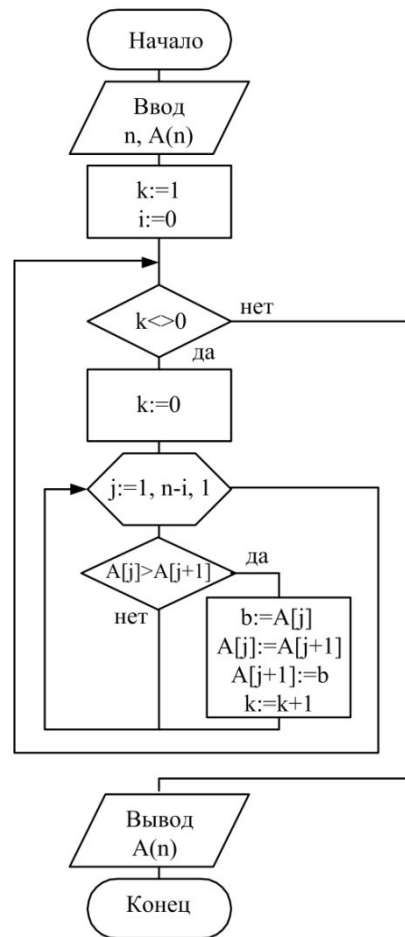 Начало
Ввод
n, A(n)
k:=1
i:=0
k<>0
нет
да
k:=0
j:=1, n-i, 1
A[j]>A[j+1]
да
нет
b:=A[j]
A[j]:=A[j+1]
A[j+1]:=b
k:=k+1
Вывод
A(n)
Конец